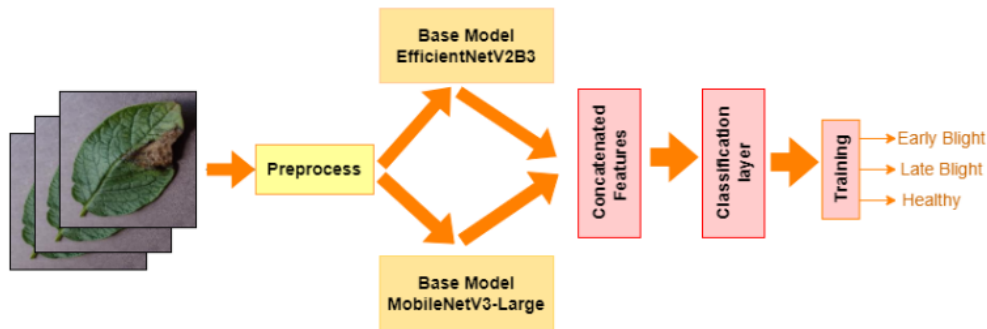 Base Model
EfficientNetV2B3
Preprocess
Base Model
MobileNetV3-Large
Concatenated
Features
Classification
layer
Training
Early Blight
Late Blight
Healthy